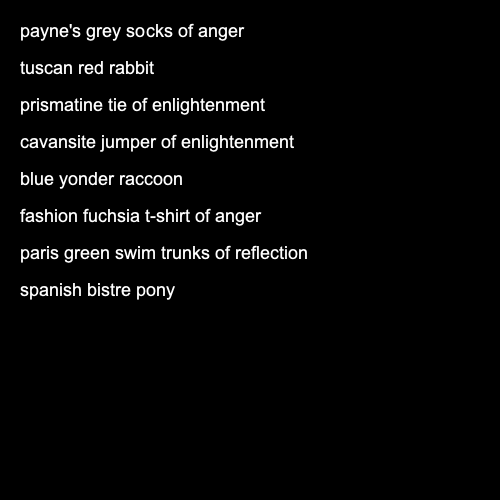 payne's grey socks of anger
tuscan red rabbit
prismatine tie of enlightenment
cavansite jumper of enlightenment
blue yonder raccoon
fashion fuchsia t-shirt of anger
paris green swim trunks of reflection
spanish bistre pony